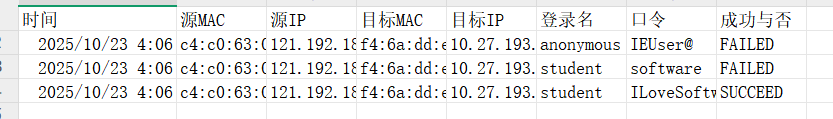 时间 源MAC 源IP 目标MAC 目标IP 登录名 口令 成功与否
2025/10/23 4:06 c4:c0:63:0 121.192.18 f4:6a:dd:e 10.27.193. anonymous IEUser@ FAILED
2025/10/23 4:06 c4:c0:63:0 121.192.18 f4:6a:dd:e 10.27.193. student software FAILED
2025/10/23 4:06 c4:c0:63:0 121.192.18 f4:6a:dd:e 10.27.193. student ILoveSoftw SUCCEED